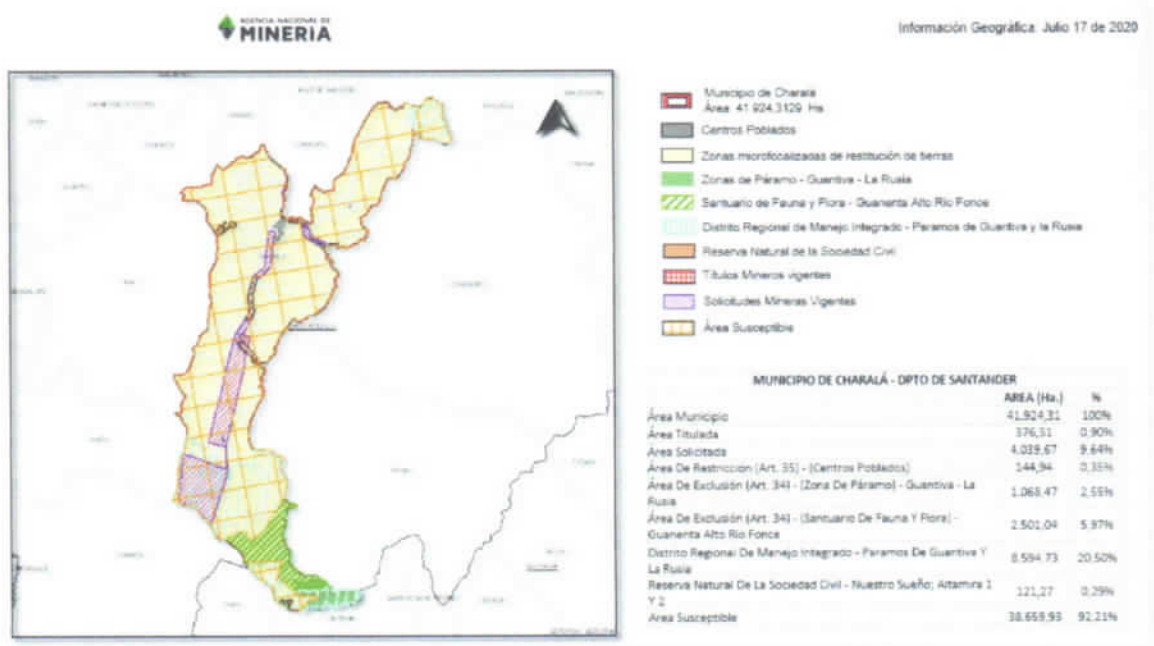 AGENCIA NACIONAL DE
MINERÍA
Información Geográfica: Julio 17 de 2020
Municipio de Charalá
Área: 41.924,3129 Ha
Centros Poblados
Zonas microfocalizadas de restitución de tierras
Zonas de Páramo - Guantiva - La Rusia
Santuario de Fauna y Flora - Guanenta Alto Rio Fonce
Distrito Regional de Manejo Integrado - Paramos de Guantiva y la Rusia
Reserva Natural de la Sociedad Civil
Títulos Mineros vigentes
Solicitudes Mineras Vigentes
Área Susceptible
MUNICIPIO DE CHARALÁ - DPTO DE SANTANDER
AREA (Ha.) %
Área Municipio 41.924,31 100%
Área Titulada 376,51 0,90%
Área Solicitada 4.039,67 9,64%
Área De Restricción (Art. 35) - (Centros Poblados) 144,94 0,35%
Área De Exclusión (Art. 34) - (Zona De Páramo) - Guantiva - La
Rusia 1.068,47 2,55%
Área De Exclusión (Art. 34) - (Santuario De Fauna Y Flora) -
Guanenta Alto Rio Fonce 2.501,04 5,97%
Distrito Regional De Manejo Integrado - Paramos De Guantiva Y
La Rusia 8.594,73 20,50%
Reserva Natural De La Sociedad Civil - Nuestro Sueño; Altamira 1
Y 2 121,27 0,29%
Area Susceptible 38.659,93 92,21%